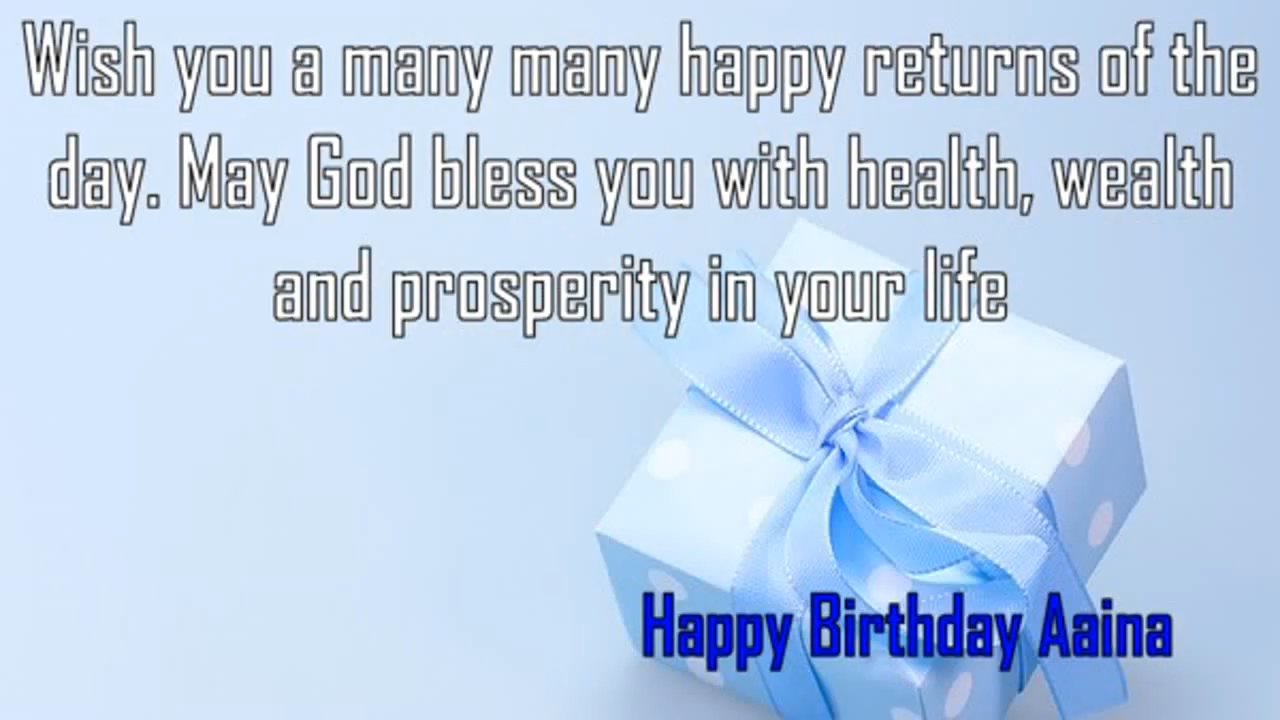 Wish you a many many happy returns of the
day. May God bless you with health, wealth
and prosperity in your life
Happy Birthday Aaina